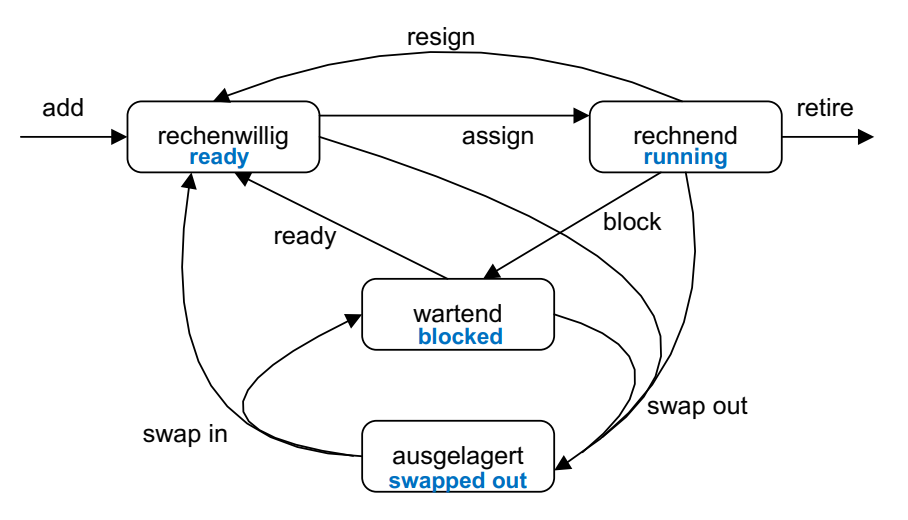 resign
add
retire
rechenwillig
ready
assign
rechnend
running
block
ready
wartend
blocked
swap out
swap in
ausgelagert
swapped out